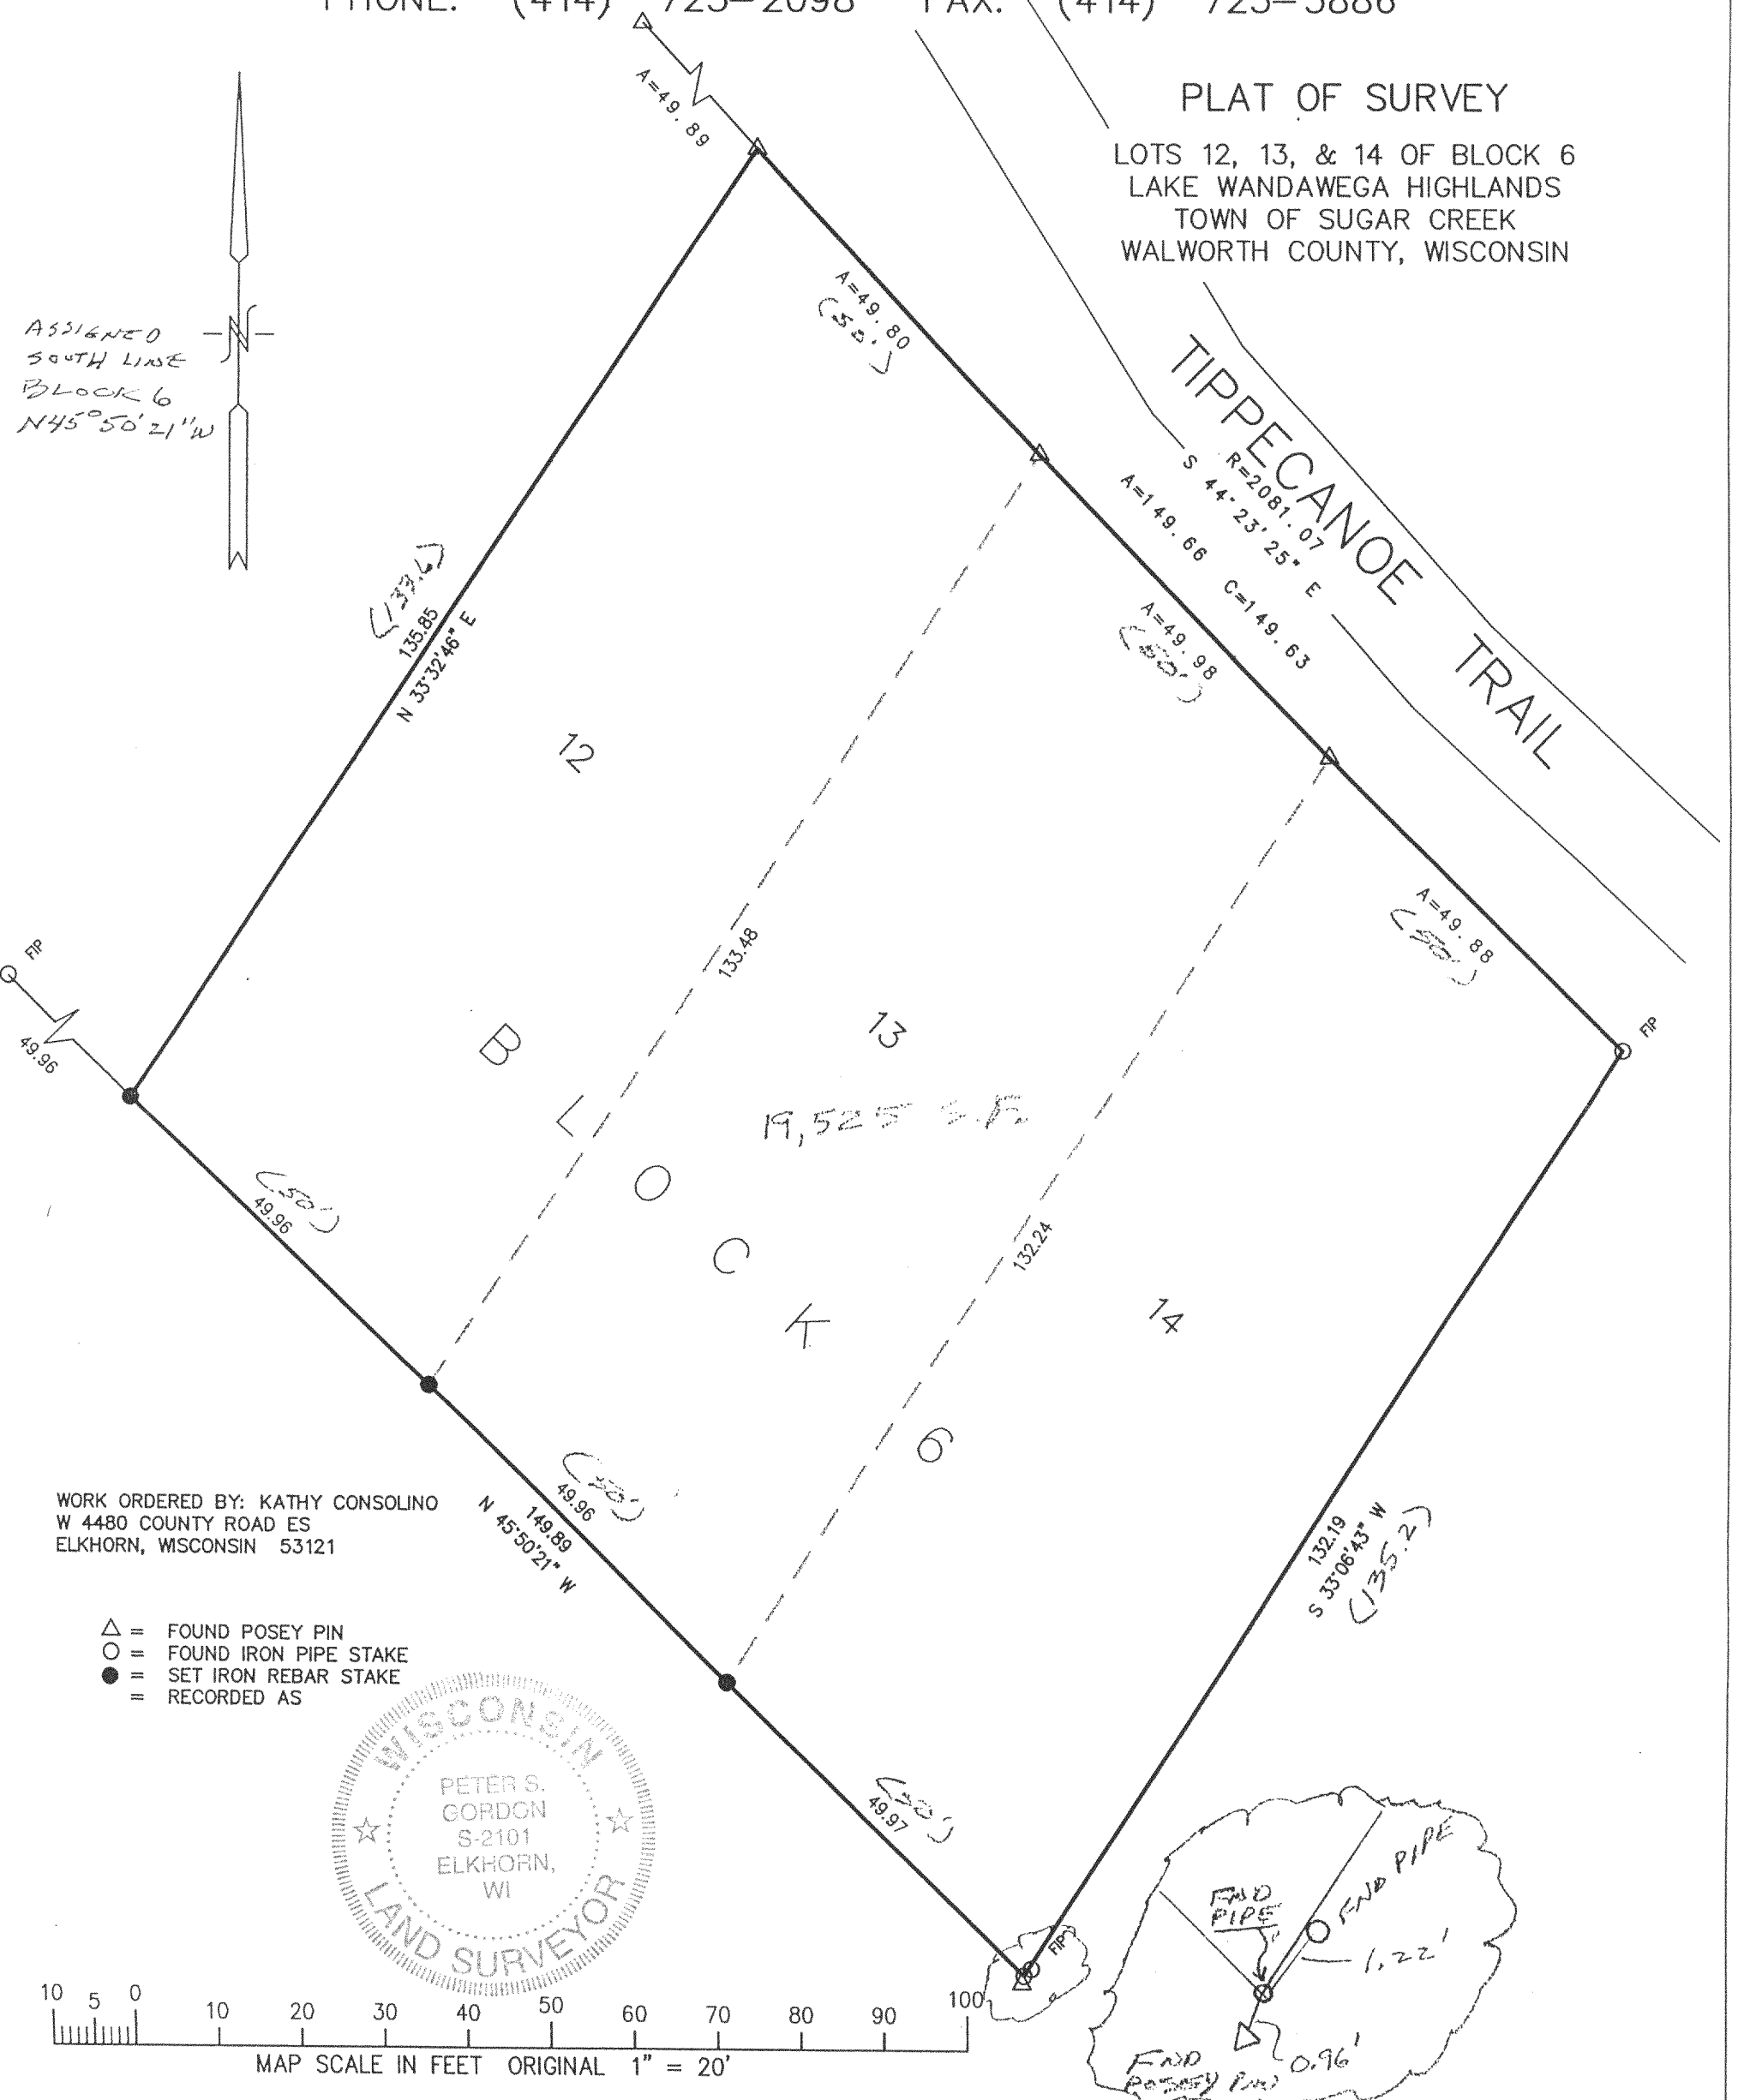 PHONE: (414) 723-2098 FAX: (414) 723-5886
PLAT OF SURVEY
LOTS 12, 13, & 14 OF BLOCK 6
LAKE WANDAWEGA HIGHLANDS
TOWN OF SUGAR CREEK
WALWORTH COUNTY, WISCONSIN
A=49.89
N
ASSIGNED
SOUTH LINE
BLOCK 6
N45°50'21"W
A=49.80
(50')
TIPPECANOE TRAIL
R=2081.07
S 44°23'25" E
A=149.66 C=149.63
A=49.98
(50')
A=49.88
(50')
FIP
(133.6)
135.85
N 33°32'46" E
12
133.48
13
19,525 S.F.
132.24
14
BLOCK 6
FIP
49.96
(50')
49.96
(50')
49.96
149.89
N 45°50'21" W
(50')
49.97
132.19
S 33°06'43" W
(135.2)
FIP
WORK ORDERED BY: KATHY CONSOLINO
W 4480 COUNTY ROAD ES
ELKHORN, WISCONSIN 53121
△ = FOUND POSEY PIN
○ = FOUND IRON PIPE STAKE
● = SET IRON REBAR STAKE
= RECORDED AS
WISCONSIN
PETER S.
GORDON
S-2101
ELKHORN,
WI
LAND SURVEYOR
FND
PIPE
FND PIPE
1.22'
0.96'
FND
POSEY PIN
10 5 0 10 20 30 40 50 60 70 80 90 100
MAP SCALE IN FEET ORIGINAL 1" = 20'